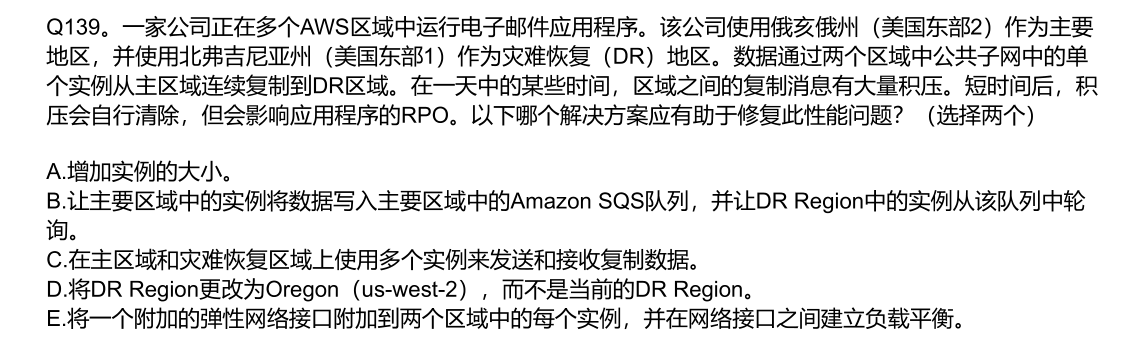 Q139。一家公司正在多个AWS区域中运行电子邮件应用程序。该公司使用俄亥俄州（美国东部2）作为主要
地区，并使用北弗吉尼亚州（美国东部1）作为灾难恢复（DR）地区。数据通过两个区域中公共子网中的单
个实例从主区域连续复制到DR区域。在一天中的某些时间，区域之间的复制消息有大量积压。短时间后，积
压会自行清除，但会影响应用程序的RPO。以下哪个解决方案应有助于修复此性能问题？（选择两个）
A.增加实例的大小。
B.让主要区域中的实例将数据写入主要区域中的Amazon SQS队列，并让DR Region中的实例从该队列中轮
询。
C.在主区域和灾难恢复区域上使用多个实例来发送和接收复制数据。
D.将DR Region更改为Oregon（us-west-2），而不是当前的DR Region。
E.将一个附加的弹性网络接口附加到两个区域中的每个实例，并在网络接口之间建立负载平衡。